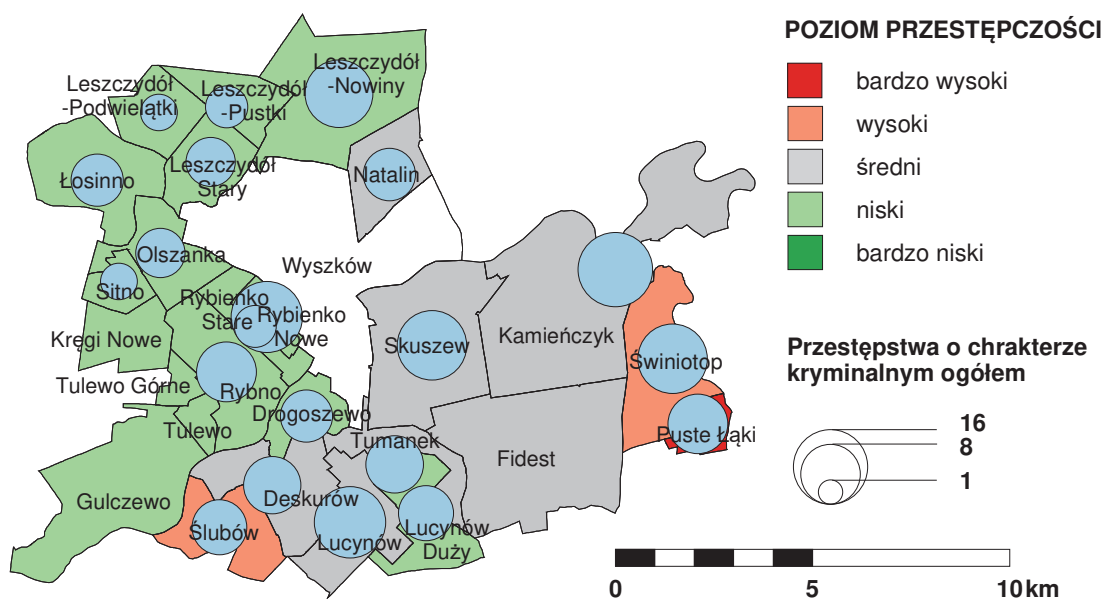 POZIOM PRZESTĘPCZOŚCI
bardzo wysoki
wysoki
średni
niski
bardzo niski
Przestępstwa o chrakterze
kryminalnym ogółem
16
8
1
0
5
10 km
Leszczydół
-Podwielątki
Leszczydół
-Pustki
Leszczydół
-Nowiny
Łosinno
Leszczydół
Stary
Natalin
Olszanka
Wyszków
Sitno
Rybienko
Stare
Rybienko
Nowe
Kręgi Nowe
Skuszew
Kamieńczyk
Świniotop
Tulewo Górne
Rybno
Drogoszewo
Tulewo
Tumanek
Puste Łąki
Fidest
Gulczewo
Deskurów
Ślubów
Lucynów
Lucynów
Duży